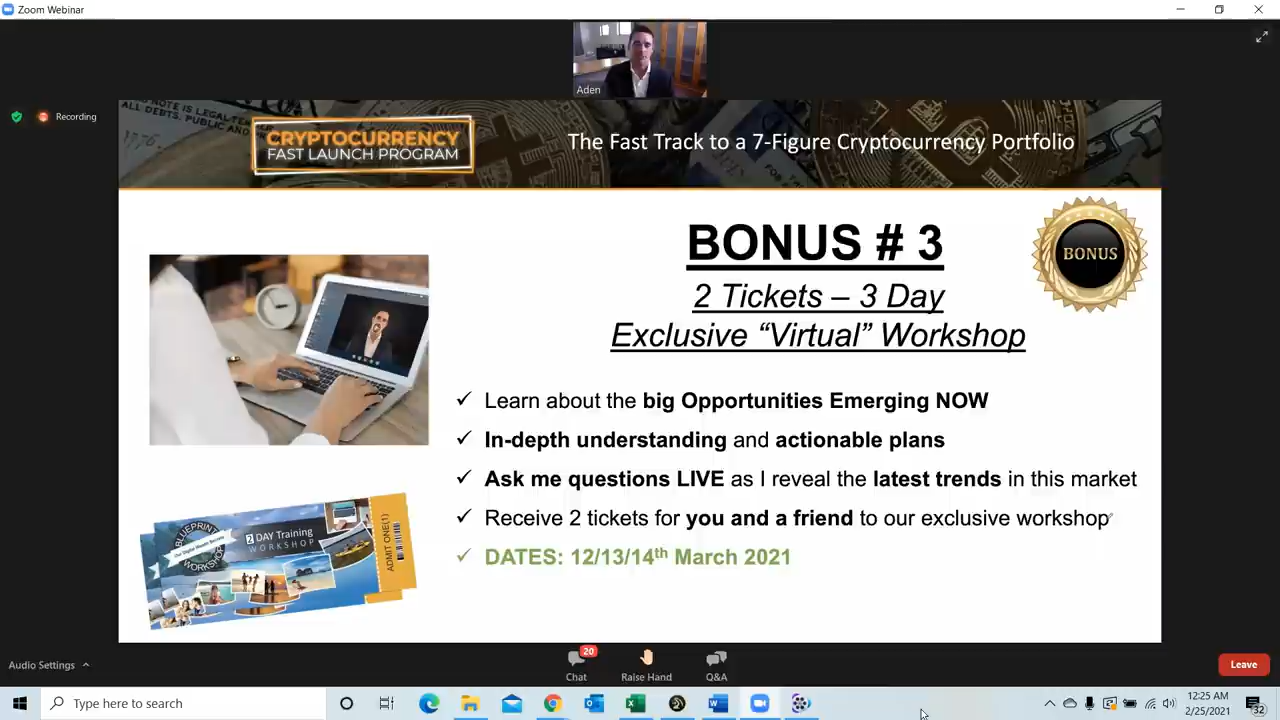 Zoom Webinar
Aden
Recording
CRYPTOCURRENCY
FAST LAUNCH PROGRAM
The Fast Track to a 7-Figure Cryptocurrency Portfolio
BONUS # 3
BONUS
2 Tickets – 3 Day
Exclusive “Virtual” Workshop
✓ Learn about the big Opportunities Emerging NOW
✓ In-depth understanding and actionable plans
✓ Ask me questions LIVE as I reveal the latest trends in this market
✓ Receive 2 tickets for you and a friend to our exclusive workshop
✓ DATES: 12/13/14th March 2021
BLUEPRINT
WORKSHOP
2 DAY Training
WORKSHOP
ADMIT ONE(1)
Audio Settings
20
Chat
Raise Hand
Q&A
Leave
Type here to search
12:25 AM
2/25/2021
32